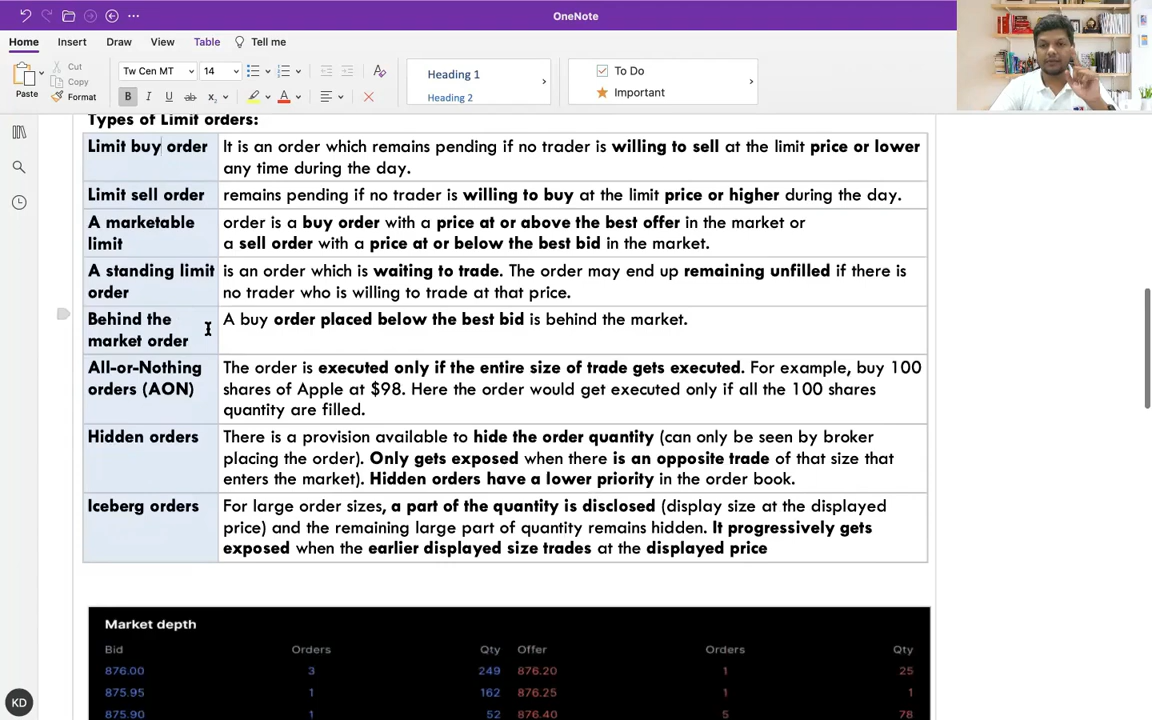 OneNote
Home Insert Draw View Table Tell me
Paste Cut Copy Format Tw Cen MT 14 B I U ab x₂ A Heading 1 Heading 2 To Do Important
Types of Limit orders:
Limit buy order It is an order which remains pending if no trader is willing to sell at the limit price or lower
any time during the day.
Limit sell order remains pending if no trader is willing to buy at the limit price or higher during the day.
A marketable order is a buy order with a price at or above the best offer in the market or
limit a sell order with a price at or below the best bid in the market.
A standing limit is an order which is waiting to trade. The order may end up remaining unfilled if there is
order no trader who is willing to trade at that price.
Behind the A buy order placed below the best bid is behind the market.
market order
All-or-Nothing The order is executed only if the entire size of trade gets executed. For example, buy 100
orders (AON) shares of Apple at $98. Here the order would get executed only if all the 100 shares
quantity are filled.
Hidden orders There is a provision available to hide the order quantity (can only be seen by broker
placing the order). Only gets exposed when there is an opposite trade of that size that
enters the market). Hidden orders have a lower priority in the order book.
Iceberg orders For large order sizes, a part of the quantity is disclosed (display size at the displayed
price) and the remaining large part of quantity remains hidden. It progressively gets
exposed when the earlier displayed size trades at the displayed price
Market depth
Bid Orders Qty Offer Orders Qty
876.00 3 249 876.20 1 25
875.95 1 162 876.25 1 1
875.90 1 52 876.40 5 78
KD